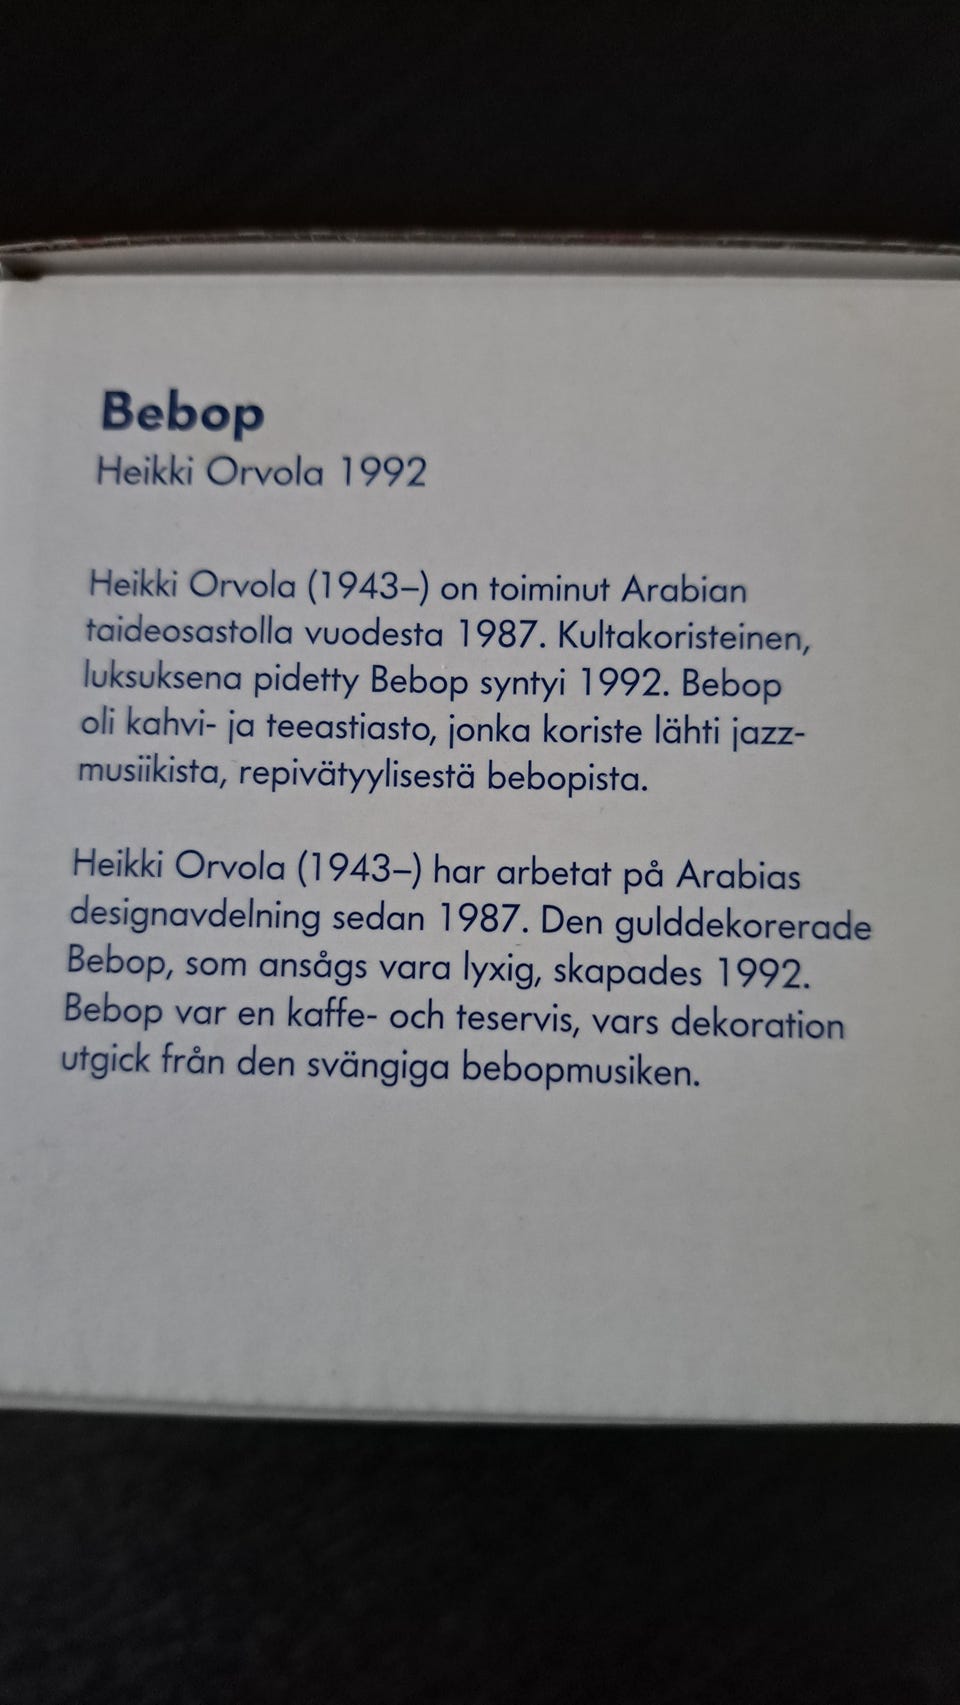 Bebop
Heikki Orvola 1992
Heikki Orvola (1943–) on toiminut Arabian
taideosastolla vuodesta 1987. Kultakoristeinen,
luksuksena pidetty Bebop syntyi 1992. Bebop
oli kahvi- ja teeastiasto, jonka koriste lähti jazz-
musiikista, repivätyylisestä bebopista.
Heikki Orvola (1943–) har arbetat på Arabias
designavdelning sedan 1987. Den gulddekorerade
Bebop, som ansågs vara lyxig, skapades 1992.
Bebop var en kaffe- och teservis, vars dekoration
utgick från den svängiga bebopmusiken.